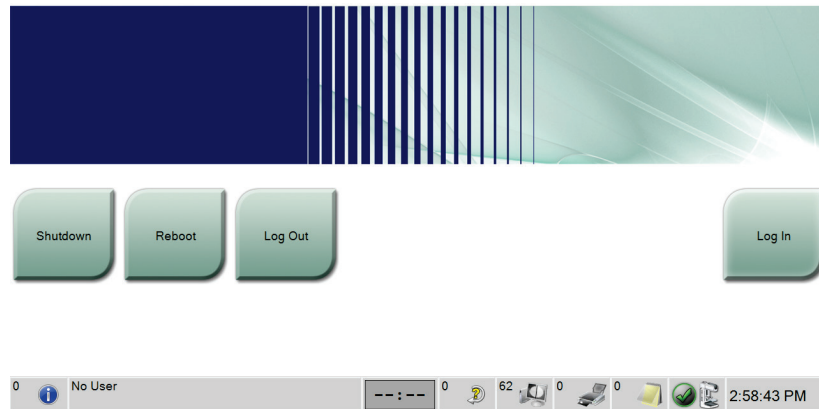 Shutdown
Reboot
Log Out
Log In
0
No User
--:--
0
62
0
0
2:58:43 PM